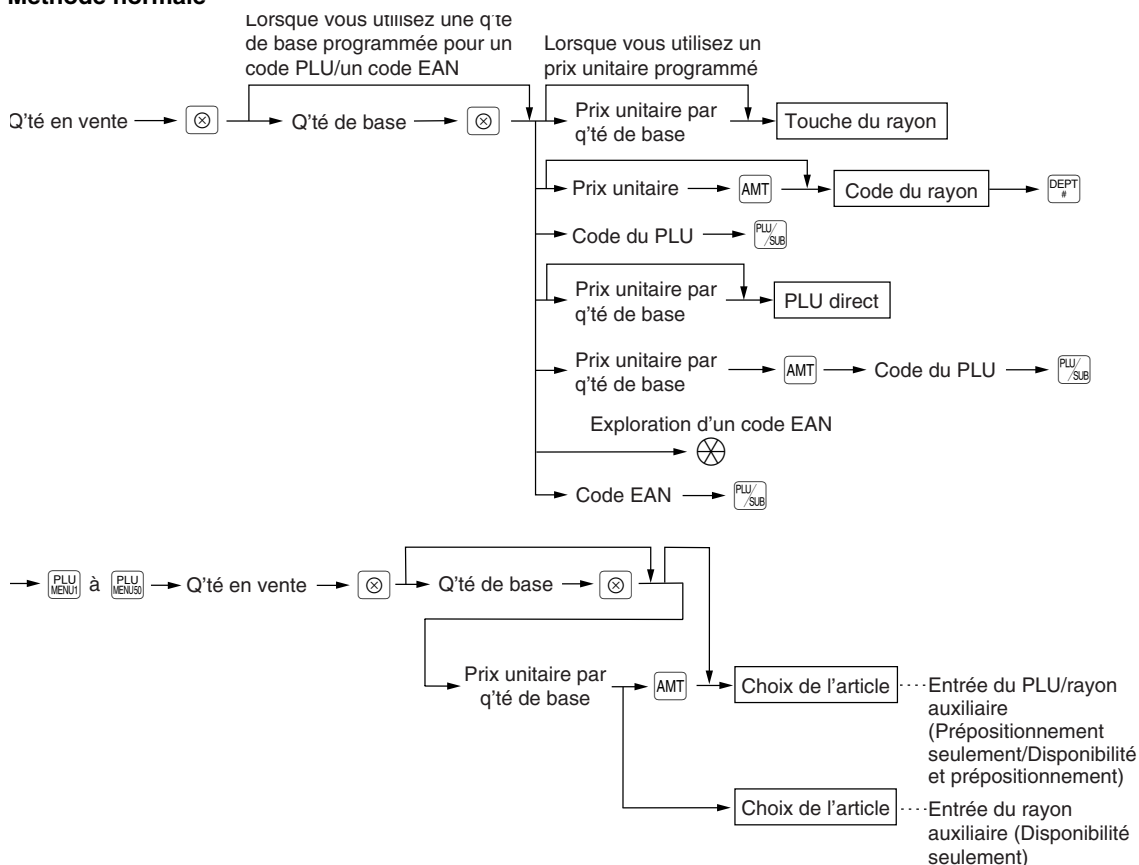 Méthode normale
Lorsque vous utilisez une q'té
de base programmée pour un
code PLU/un code EAN
Lorsque vous utilisez un
prix unitaire programmé
Q'té en vente
⊗
Q'té de base
⊗
Prix unitaire par
q'té de base
Touche du rayon
Prix unitaire
AMT
Code du rayon
DEPT
#
Code du PLU
PLU/
/SUB
Prix unitaire par
q'té de base
PLU direct
Prix unitaire par
q'té de base
AMT
Code du PLU
PLU/
/SUB
Exploration d'un code EAN
Code EAN
PLU/
/SUB
PLU
MENU1
à
PLU
MENU50
Q'té en vente
⊗
Q'té de base
⊗
Prix unitaire par
q'té de base
AMT
Choix de l'article
Entrée du PLU/rayon
auxiliaire
(Prépositionnement
seulement/Disponibilité
et prépositionnement)
Choix de l'article
Entrée du rayon
auxiliaire (Disponibilité
seulement)